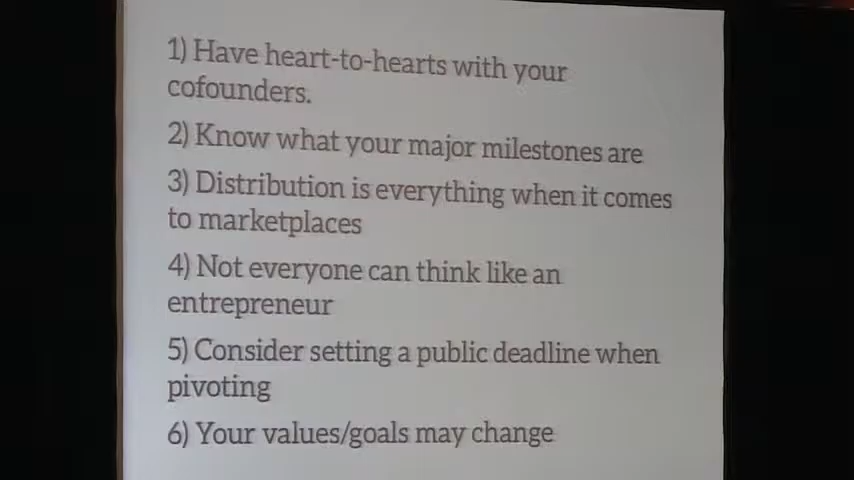 1) Have heart-to-hearts with your
cofounders.
2) Know what your major milestones are
3) Distribution is everything when it comes
to marketplaces
4) Not everyone can think like an
entrepreneur
5) Consider setting a public deadline when
pivoting
6) Your values/goals may change